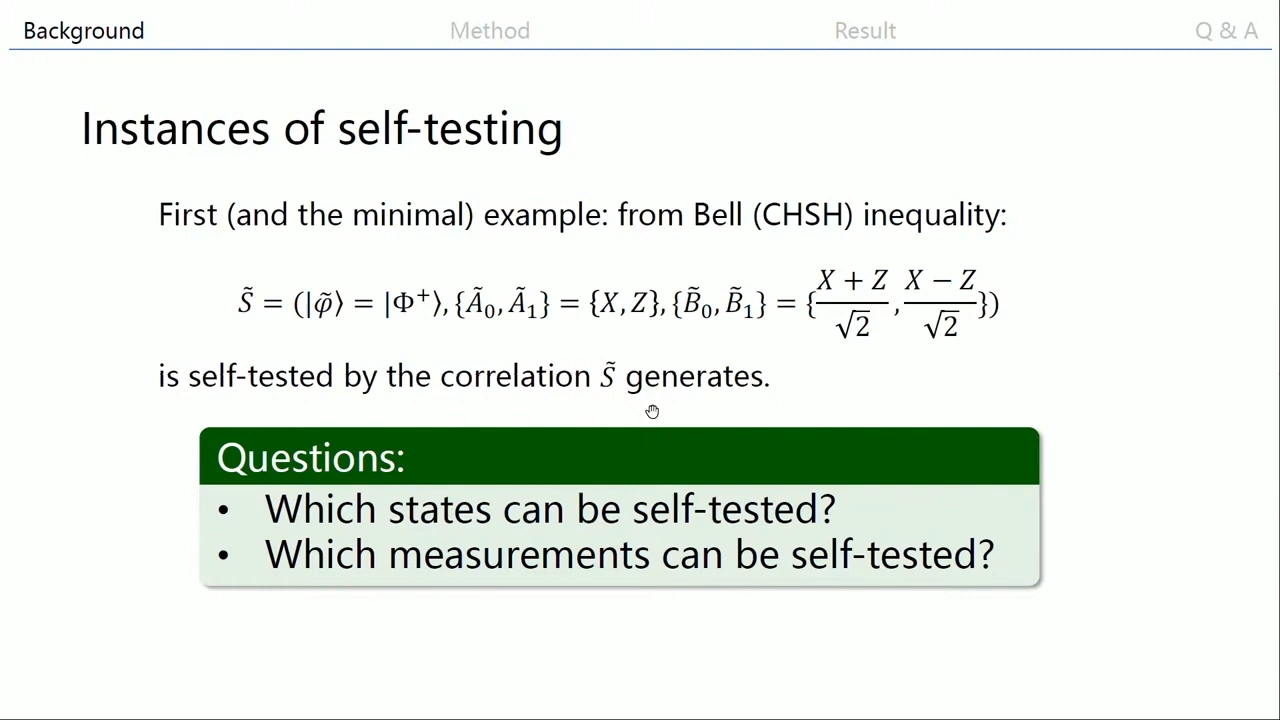 Background Method Result Q & A
Instances of self-testing
First (and the minimal) example: from Bell (CHSH) inequality:
S̃ = (|φ̃⟩ = |Φ⁺⟩, {Ã₀, Ã₁} = {X, Z}, {B̃₀, B̃₁} = {(X + Z)/√2, (X − Z)/√2})
is self-tested by the correlation S̃ generates.
Questions:
• Which states can be self-tested?
• Which measurements can be self-tested?